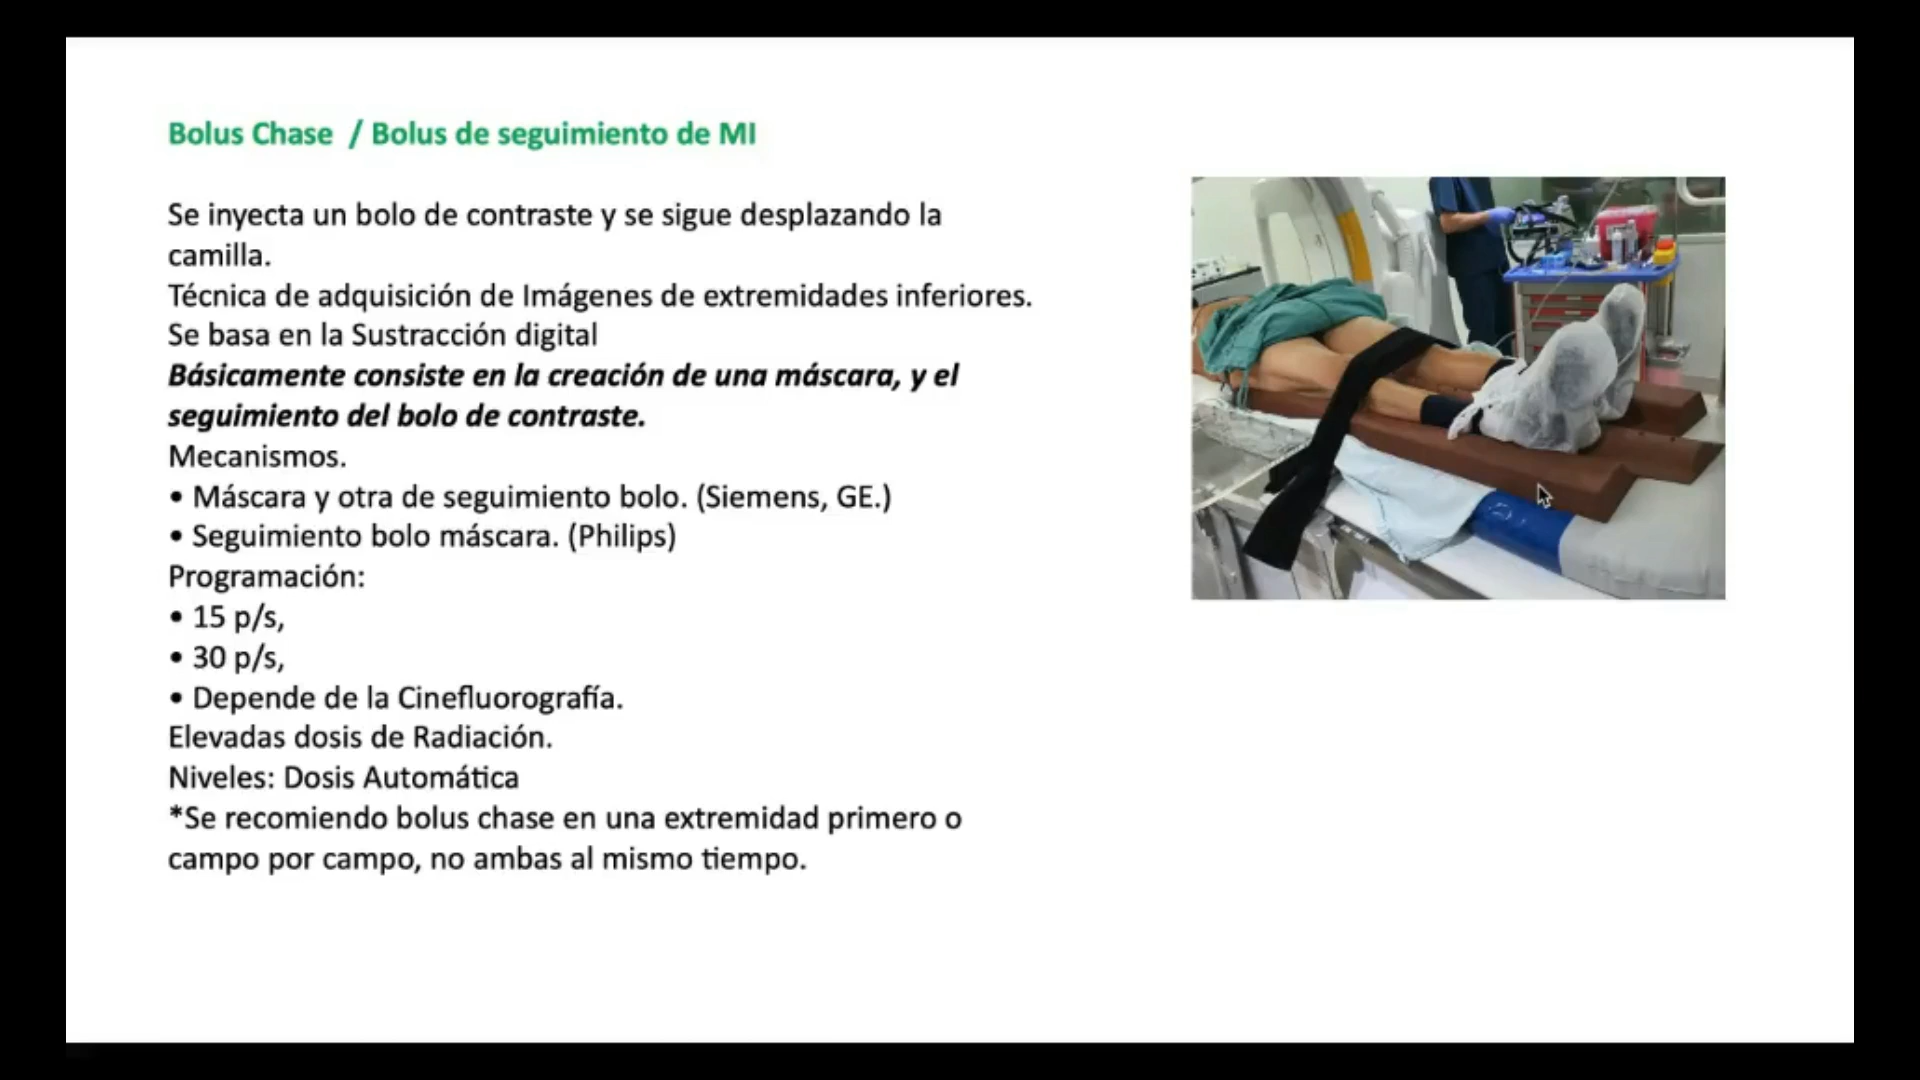 Bolus Chase / Bolus de seguimiento de MI
Se inyecta un bolo de contraste y se sigue desplazando la
camilla.
Técnica de adquisición de Imágenes de extremidades inferiores.
Se basa en la Sustracción digital
Básicamente consiste en la creación de una máscara, y el
seguimiento del bolo de contraste.
Mecanismos.
• Máscara y otra de seguimiento bolo. (Siemens, GE.)
• Seguimiento bolo máscara. (Philips)
Programación:
• 15 p/s,
• 30 p/s,
• Depende de la Cinefluorografía.
Elevadas dosis de Radiación.
Niveles: Dosis Automática
*Se recomiendo bolus chase en una extremidad primero o
campo por campo, no ambas al mismo tiempo.